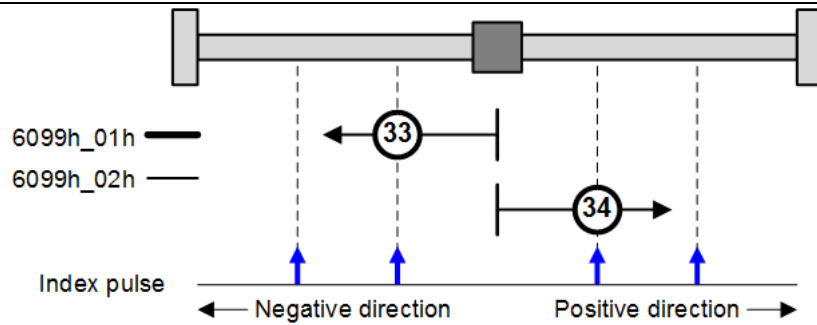 33
6099h_01h
6099h_02h
34
Index pulse
Negative direction
Positive direction